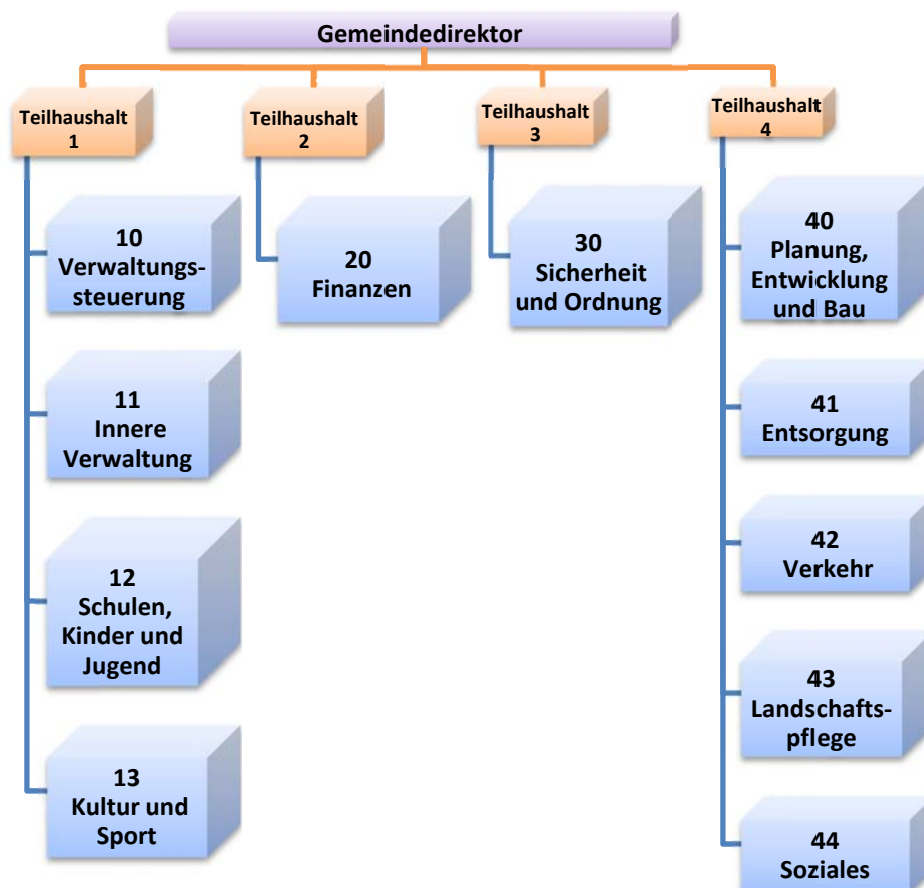 Gemeindedirektor
Teilhaushalt
1
Teilhaushalt
2
Teilhaushalt
3
Teilhaushalt
4
10
Verwaltungs-
steuerung
11
Innere
Verwaltung
12
Schulen,
Kinder und
Jugend
13
Kultur und
Sport
20
Finanzen
30
Sicherheit
und Ordnung
40
Planung,
Entwicklung
und Bau
41
Entsorgung
42
Verkehr
43
Landschafts-
pflege
44
Soziales